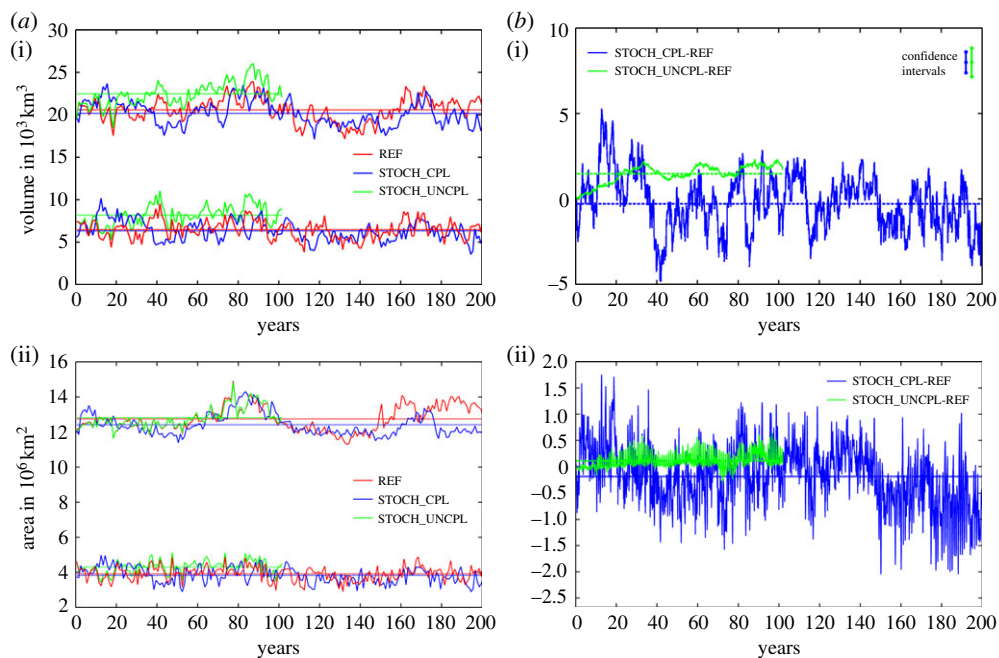 (a)
(i)
30
25
20
15
10
5
0
volume in 10³ km³
REF
STOCH_CPL
STOCH_UNCPL
0 20 40 60 80 100 120 140 160 180 200
years
(b)
(i)
10
5
0
−5
STOCH_CPL-REF
STOCH_UNCPL-REF
confidence
intervals
0 20 40 60 80 100 120 140 160 180 200
years
(ii)
16
14
12
10
8
6
4
2
area in 10⁶ km²
REF
STOCH_CPL
STOCH_UNCPL
0 20 40 60 80 100 120 140 160 180 200
years
(ii)
2.0
1.5
1.0
0.5
0
−0.5
−1.0
−1.5
−2.0
−2.5
STOCH_CPL-REF
STOCH_UNCPL-REF
0 20 40 60 80 100 120 140 160 180 200
years